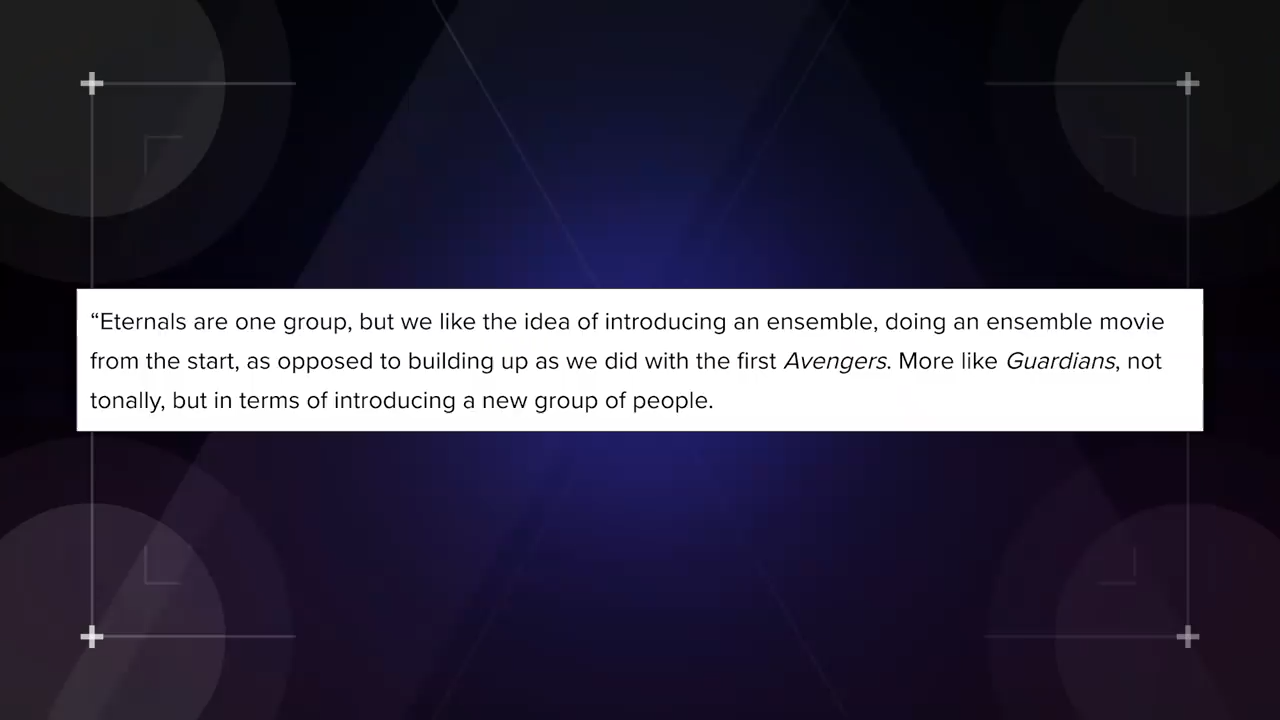 “Eternals are one group, but we like the idea of introducing an ensemble, doing an ensemble movie
from the start, as opposed to building up as we did with the first Avengers. More like Guardians, not
tonally, but in terms of introducing a new group of people.